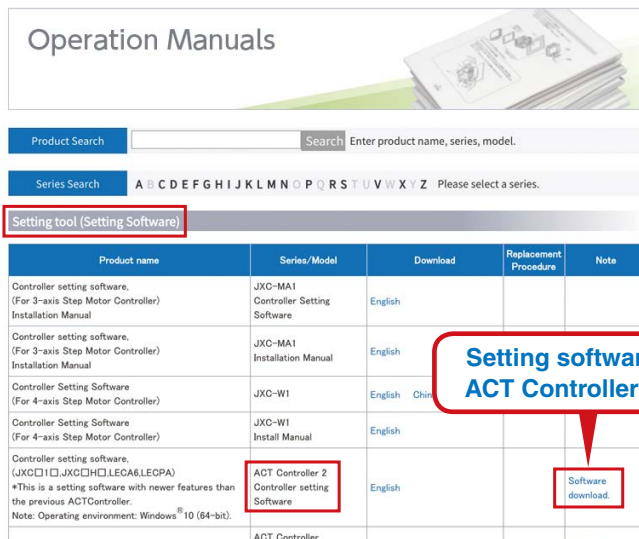 Operation Manuals
Product Search
Search
Enter product name, series, model.
Series Search
A B C D E F G H I J K L M N O P Q R S T U V W X Y Z
Please select a series.
Setting tool (Setting Software)
Product name
Series/Model
Download
Replacement
Procedure
Note
Controller setting software,
(For 3-axis Step Motor Controller)
Installation Manual
JXC-MA1
Controller Setting
Software
English
Controller setting software,
(For 3-axis Step Motor Controller)
Installation Manual
JXC-MA1
Installation Manual
English
Controller Setting Software
(For 4-axis Step Motor Controller)
JXC-W1
English
Controller Setting Software
(For 4-axis Step Motor Controller)
JXC-W1
Install Manual
English
Setting
ACT Controller
Controller setting software,
(JXC□1□,JXC□H□,LECA6,LECPA)
*This is a setting software with newer features than
the previous ACTController.
Note: Operating environment: Windows®10 (64-bit).
ACT Controller 2
Controller setting
Software
English
Software
download.
ACT Controller